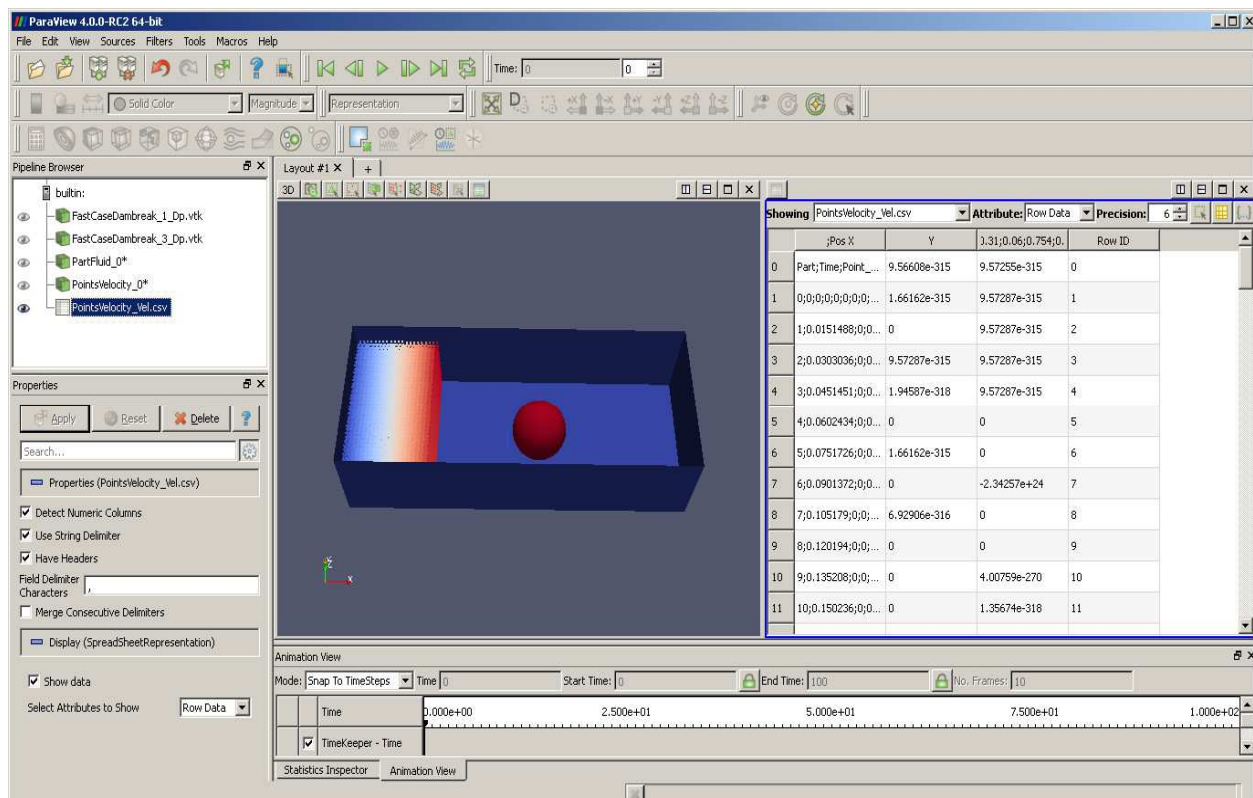 ParaView 4.0.0-RC2 64-bit
File Edit View Sources Filters Tools Macros Help
Time: 0 0
Solid Color Magnitude Representation
Pipeline Browser
builtin:
FastCaseDambreak_1_Dp.vtk
FastCaseDambreak_3_Dp.vtk
PartFluid_0*
PointsVelocity_0*
PointsVelocity_Vel.csv
Properties
Apply Reset Delete ?
Search...
Properties (PointsVelocity_Vel.csv)
Detect Numeric Columns
Use String Delimiter
Have Headers
Field Delimiter Characters ,
Merge Consecutive Delimiters
Display (SpreadSheetRepresentation)
Show data
Select Attributes to Show Row Data
Layout #1 X +
3D
Showing PointsVelocity_Vel.csv Attribute: Row Data Precision: 6
;Pos X Y 0.31;0.06;0.754;0. Row ID
0 Part;Time;Point_... 9.56608e-315 9.57255e-315 0
1 0;0;0;0;0;0;0;0;... 1.66162e-315 9.57287e-315 1
2 1;0.0151488;0;0... 0 9.57287e-315 2
3 2;0.0303036;0;0... 9.57287e-315 9.57287e-315 3
4 3;0.0451451;0;0... 1.94587e-318 9.57287e-315 4
5 4;0.0602434;0;0... 0 0 5
6 5;0.0751726;0;0... 1.66162e-315 0 6
7 6;0.0901372;0;0... 0 -2.34257e+24 7
8 7;0.105179;0;0;... 6.92906e-316 0 8
9 8;0.120194;0;0;... 0 0 9
10 9;0.135208;0;0;... 0 4.00759e-270 10
11 10;0.150236;0;0... 0 1.35674e-318 11
Animation View
Mode: Snap To TimeSteps Time 0 Start Time: 0 End Time: 100 No. Frames: 10
Time 0.000e+00 2.500e+01 5.000e+01 7.500e+01 1.000e+02
TimeKeeper - Time
Statistics Inspector Animation View